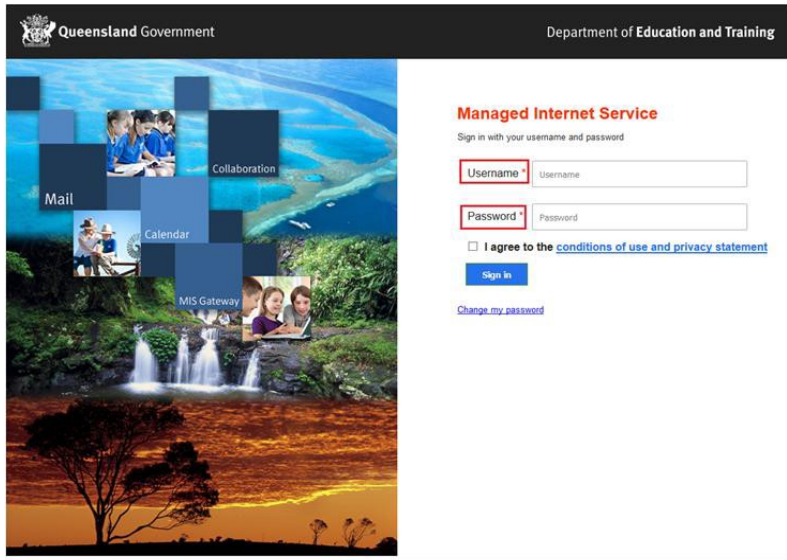 Queensland Government
Department of Education and Training
Collaboration
Mail
Calendar
MIS Gateway
Managed Internet Service
Sign in with your username and password
Username * Username
Password * Password
I agree to the conditions of use and privacy statement
Sign in
Change my password